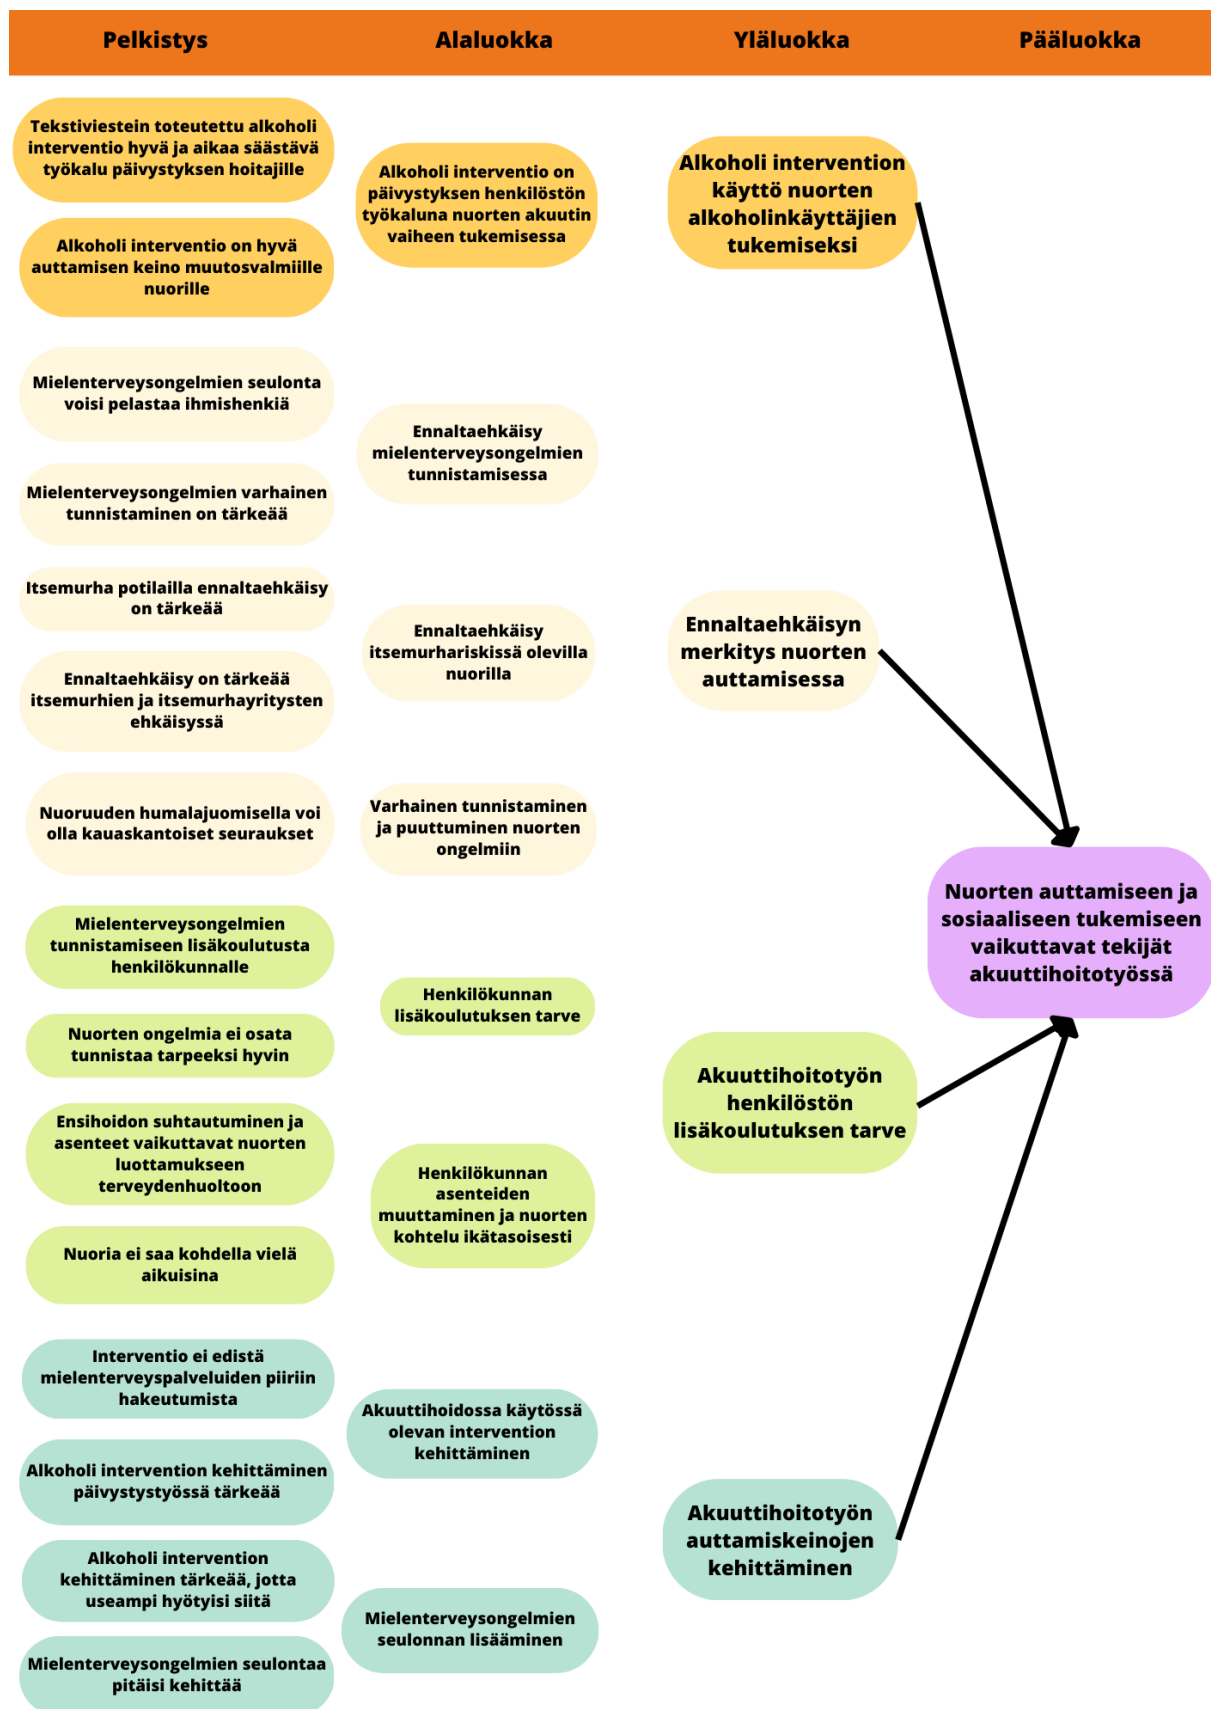 Pelkistys
Alaluokka
Yläluokka
Pääluokka
Tekstiviestein toteutettu alkoholi
interventio hyvä ja aikaa säästävä
työkalu päivystyksen hoitajille
Alkoholi interventio on hyvä
auttamisen keino muutosvalmiille
nuorille
Mielenterveysongelmien seulonta
voisi pelastaa ihmishenkiä
Mielenterveysongelmien varhainen
tunnistaminen on tärkeää
Itsemurha potilailla ennaltaehkäisy
on tärkeää
Ennaltaehkäisy on tärkeää
itsemurhien ja itsemurhayritysten
ehkäisyssä
Nuoruuden humalajuomisella voi
olla kauaskantoiset seuraukset
Mielenterveysongelmien
tunnistamiseen lisäkoulutusta
henkilökunnalle
Nuorten ongelmia ei osata
tunnistaa tarpeeksi hyvin
Ensihoidon suhtautuminen ja
asenteet vaikuttavat nuorten
luottamukseen
terveydenhuoltoon
Nuoria ei saa kohdella vielä
aikuisina
Interventio ei edistä
mielenterveyspalveluiden piiriin
hakeutumista
Alkoholi intervention kehittäminen
päivystystyössä tärkeää
Alkoholi intervention
kehittäminen tärkeää, jotta
useampi hyötyisi siitä
Mielenterveysongelmien seulontaa
pitäisi kehittää
Alkoholi interventio on
päivystyksen henkilöstön
työkaluna nuorten akuutin
vaiheen tukemisessa
Ennaltaehkäisy
mielenterveysongelmien
tunnistamisessa
Ennaltaehkäisy
itsemurhariskissä olevilla
nuorilla
Varhainen tunnistaminen
ja puuttuminen nuorten
ongelmiin
Henkilökunnan
lisäkoulutuksen tarve
Henkilökunnan
asenteiden
muuttaminen ja nuorten
kohtelu ikätasoisesti
Akuuttihoidossa käytössä
olevan intervention
kehittäminen
Mielenterveysongelmien
seulonnan lisääminen
Alkoholi intervention
käyttö nuorten
alkoholinkäyttäjien
tukemiseksi
Ennaltaehkäisyn
merkitys nuorten
auttamisessa
Akuuttihoitotyön
henkilöstön
lisäkoulutuksen tarve
Akuuttihoitotyön
auttamiskeinojen
kehittäminen
Nuorten auttamiseen ja
sosiaaliseen tukemiseen
vaikuttavat tekijät
akuuttihoitotyössä